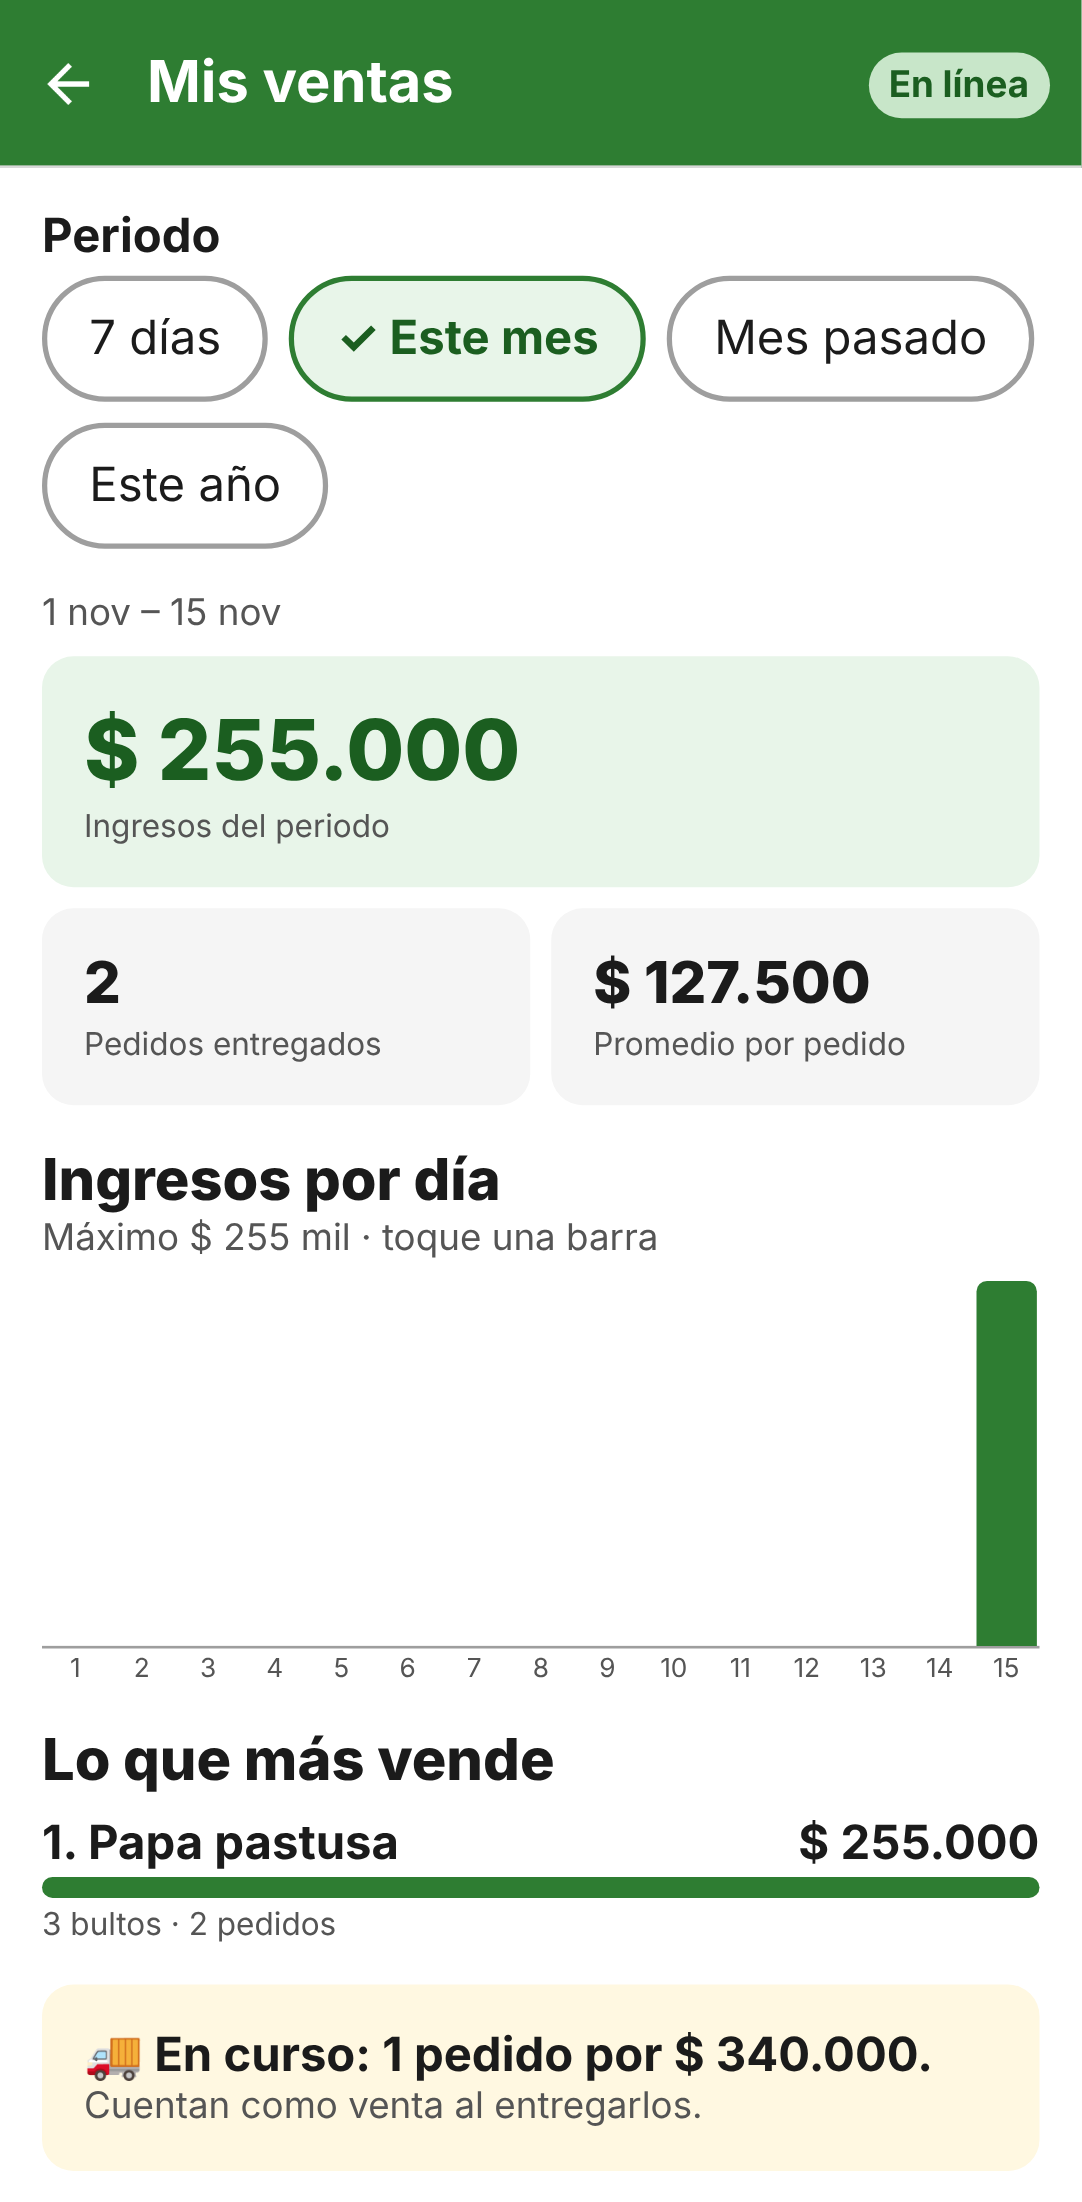 Mis ventas
En línea
Periodo
7 días
✓ Este mes
Mes pasado
Este año
1 nov – 15 nov
$ 255.000
Ingresos del periodo
2
Pedidos entregados
$ 127.500
Promedio por pedido
Ingresos por día
Máximo $ 255 mil · toque una barra
1 2 3 4 5 6 7 8 9 10 11 12 13 14 15
Lo que más vende
1. Papa pastusa $ 255.000
3 bultos · 2 pedidos
🚚 En curso: 1 pedido por $ 340.000.
Cuentan como venta al entregarlos.